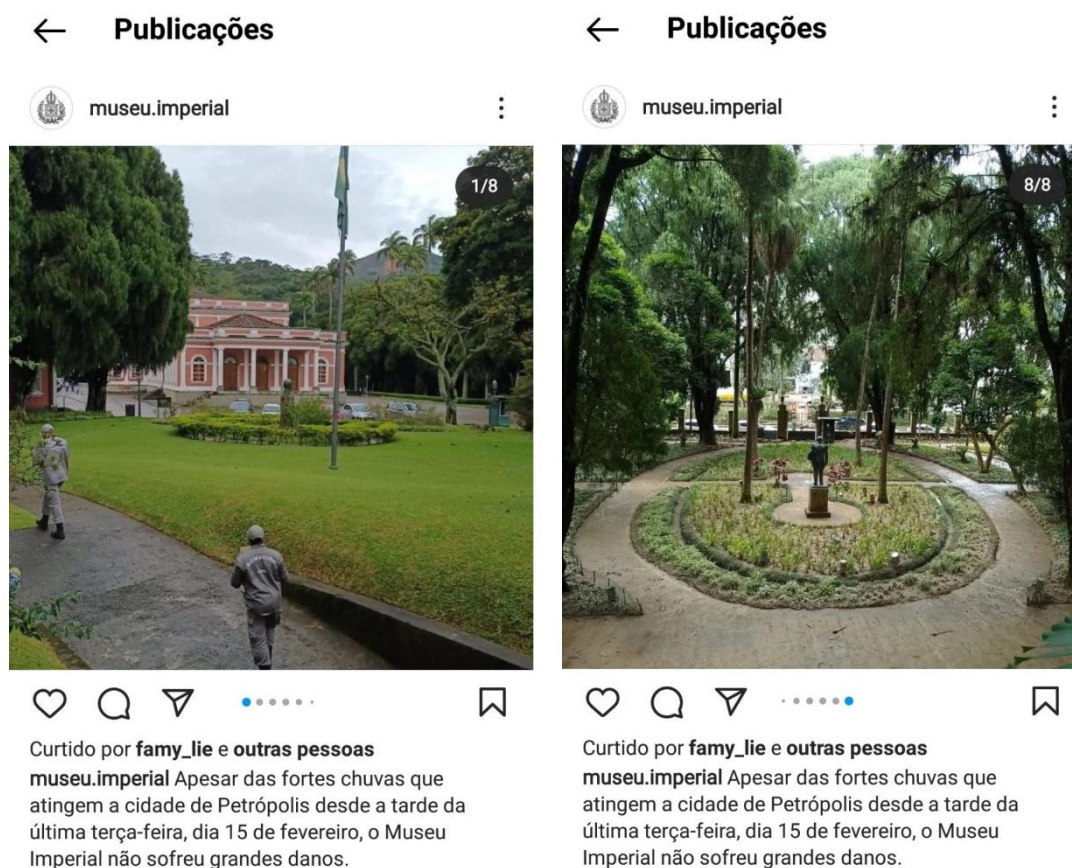 Publicações
museu.imperial
1/8
Curtido por famy_lie e outras pessoas
museu.imperial Apesar das fortes chuvas que
atingem a cidade de Petrópolis desde a tarde da
última terça-feira, dia 15 de fevereiro, o Museu
Imperial não sofreu grandes danos.
Publicações
museu.imperial
8/8
Curtido por famy_lie e outras pessoas
museu.imperial Apesar das fortes chuvas que
atingem a cidade de Petrópolis desde a tarde da
última terça-feira, dia 15 de fevereiro, o Museu
Imperial não sofreu grandes danos.